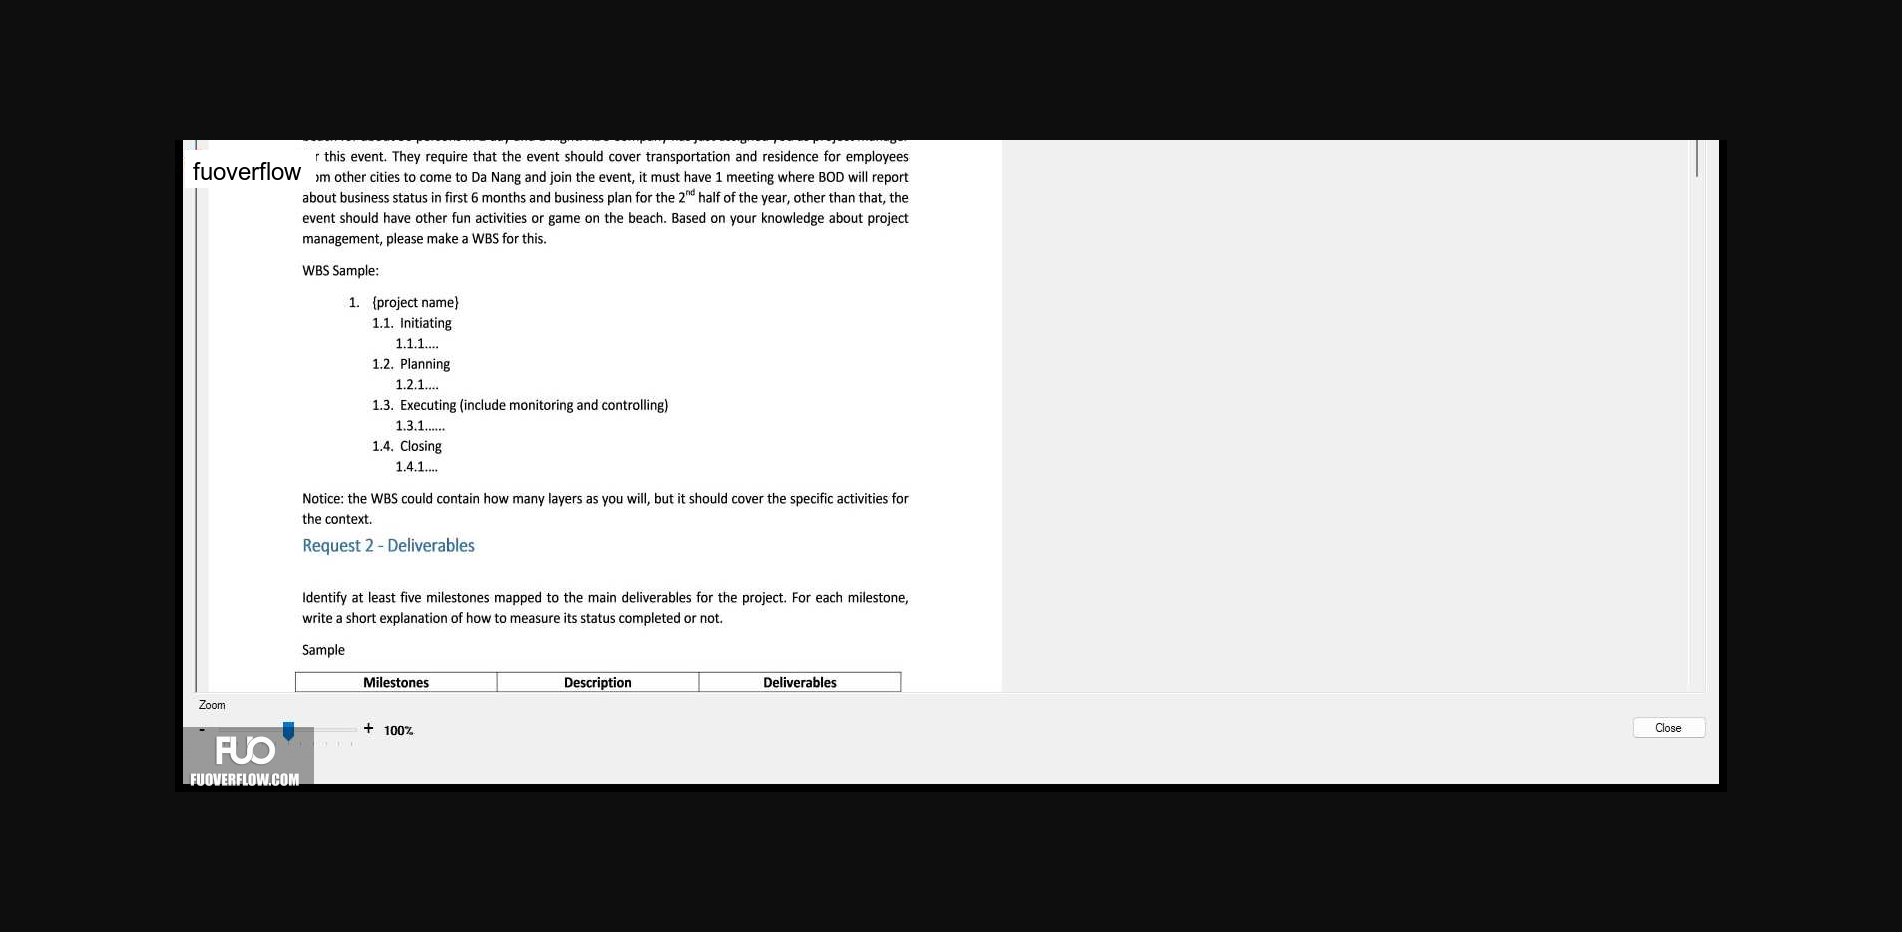 fuoverflow
r this event. They require that the event should cover transportation and residence for employees
om other cities to come to Da Nang and join the event, it must have 1 meeting where BOD will report
about business status in first 6 months and business plan for the 2nd half of the year, other than that, the
event should have other fun activities or game on the beach. Based on your knowledge about project
management, please make a WBS for this.
WBS Sample:
1. {project name}
1.1. Initiating
1.1.1....
1.2. Planning
1.2.1....
1.3. Executing (include monitoring and controlling)
1.3.1......
1.4. Closing
1.4.1....
Notice: the WBS could contain how many layers as you will, but it should cover the specific activities for
the context.
Request 2 - Deliverables
Identify at least five milestones mapped to the main deliverables for the project. For each milestone,
write a short explanation of how to measure its status completed or not.
Sample
Milestones Description Deliverables
Zoom
- + 100%
Close
FUO
FUOVERFLOW.COM